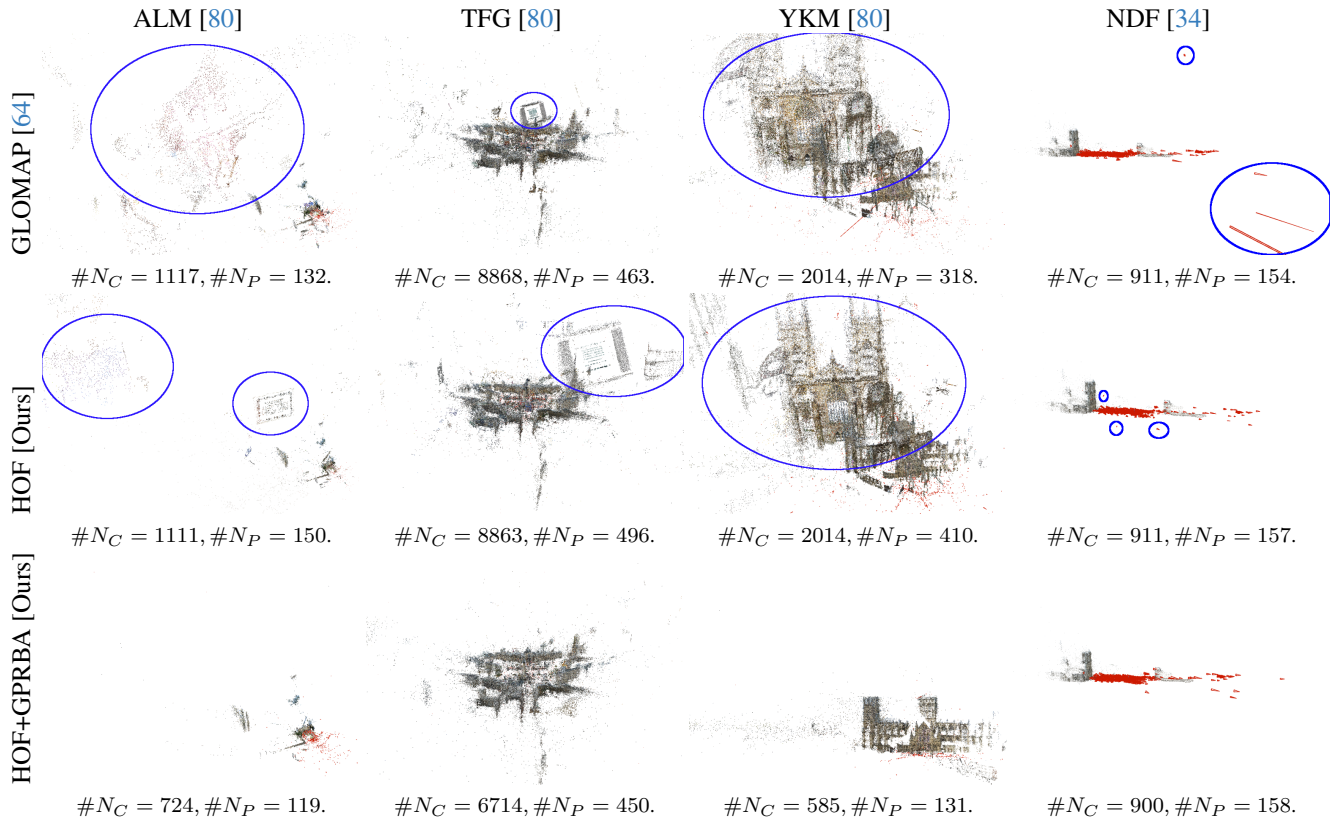 ALM [80] TFG [80] YKM [80] NDF [34]
GLOMAP [64]
#N_C = 1117, #N_P = 132. #N_C = 8868, #N_P = 463. #N_C = 2014, #N_P = 318. #N_C = 911, #N_P = 154.
HOF [Ours]
#N_C = 1111, #N_P = 150. #N_C = 8863, #N_P = 496. #N_C = 2014, #N_P = 410. #N_C = 911, #N_P = 157.
HOF+GPRBA [Ours]
#N_C = 724, #N_P = 119. #N_C = 6714, #N_P = 450. #N_C = 585, #N_P = 131. #N_C = 900, #N_P = 158.